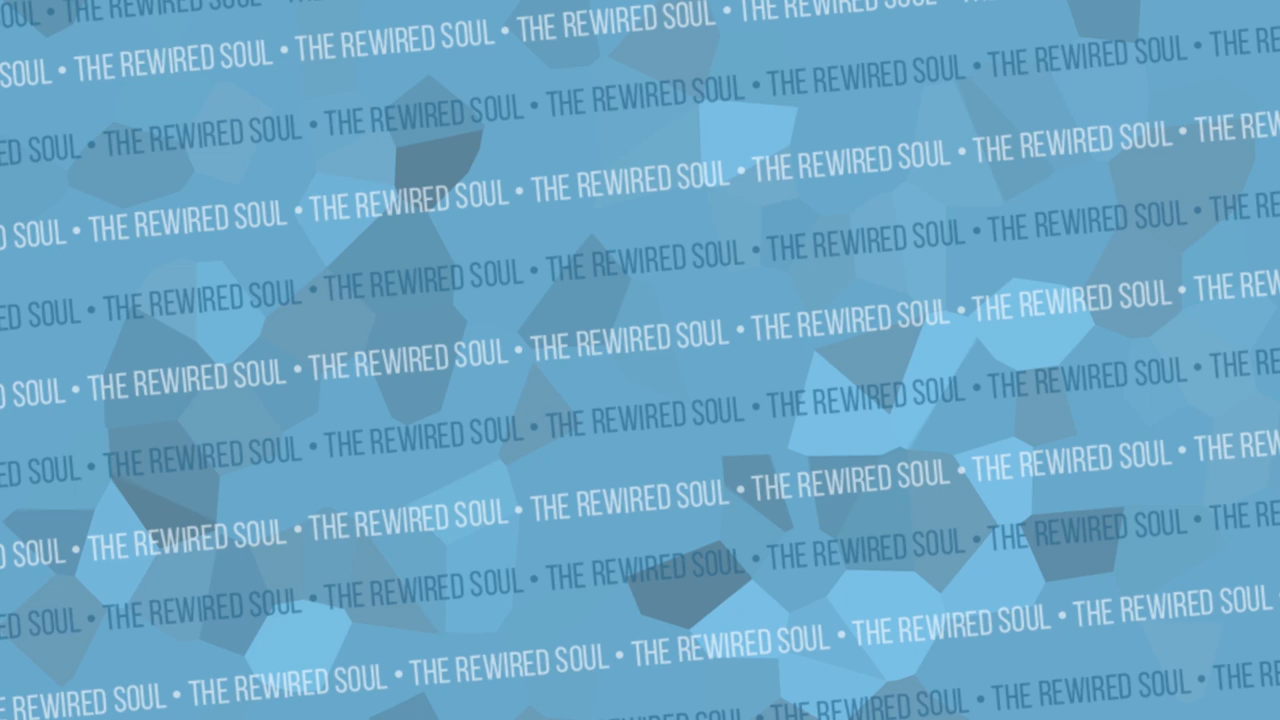 OUL •
SOUL • THE REWIRED SOUL • THE REWIRED SOUL • THE REWIRED SOUL • THE REWIRED SOUL
ED SOUL • THE REWIRED SOUL • THE REWIRED SOUL • THE REWIRED SOUL • THE REWIRED SOUL • THE REWIRED SOUL • THE RE
D SOUL • THE REWIRED SOUL • THE REWIRED SOUL • THE REWIRED SOUL • THE REWIRED SOUL • THE REWIRED SOUL • THE REW
ED SOUL • THE REWIRED SOUL • THE REWIRED SOUL • THE REWIRED SOUL • THE REWIRED SOUL • THE REWIRED SOUL • THE RE
D SOUL • THE REWIRED SOUL • THE REWIRED SOUL • THE REWIRED SOUL • THE REWIRED SOUL • THE REWIRED SOUL • THE REW
ED SOUL • THE REWIRED SOUL • THE REWIRED SOUL • THE REWIRED SOUL • THE REWIRED SOUL • THE REWIRED SOUL • THE RE
D SOUL • THE REWIRED SOUL • THE REWIRED SOUL • THE REWIRED SOUL • THE REWIRED SOUL • THE REWIRED SOUL • THE REW
ED SOUL • THE REWIRED SOUL • THE REWIRED SOUL • THE REWIRED SOUL • THE REWIRED SOUL • THE REWIRED SOUL • THE RE
E REWIRED SOUL • THE REWIRED SOUL • THE REWIRED SOUL • THE REWIRED SOUL • THE REWIRED SOUL • THE REWIRED SOUL •
THE REWIRED SOUL • THE REWIRED SOUL • THE RE